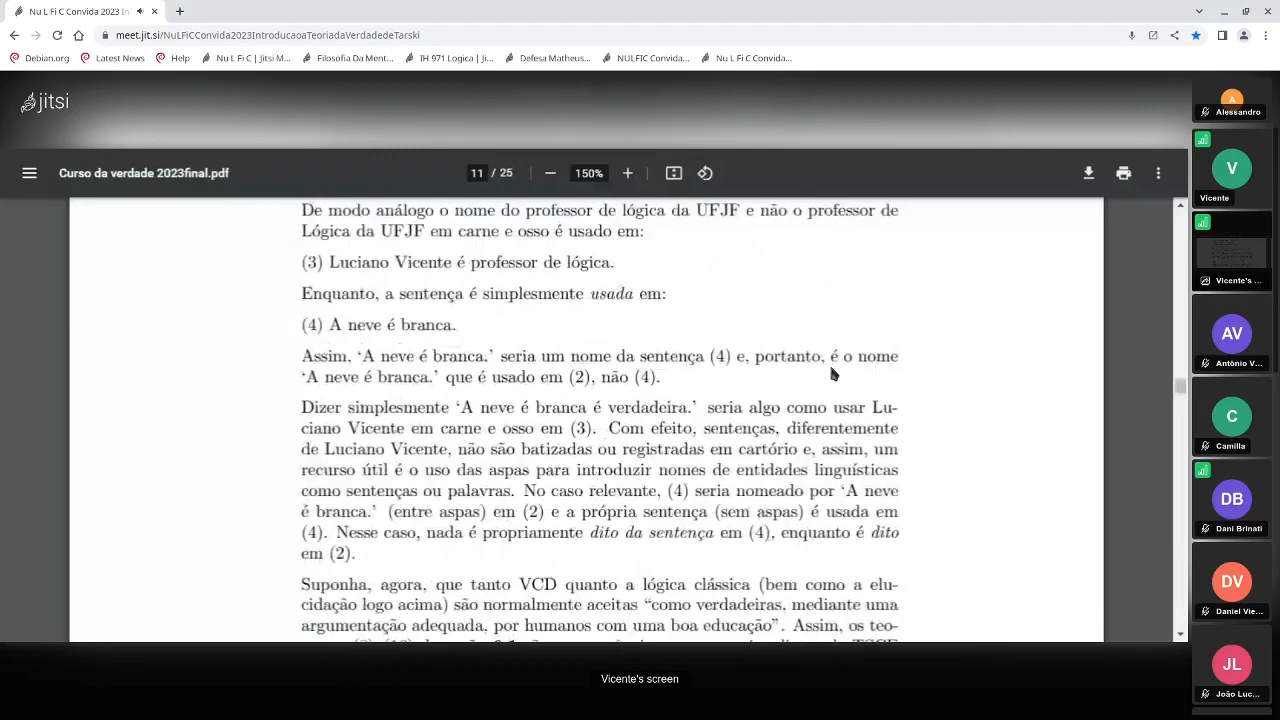 Nu L Fi C Convida 2023 In
meet.jit.si/NuLFiCConvida2023IntroducaoaTeoriadaVerdadedeTarski
Debian.org Latest News Help Nu L Fi C | Jitsi M... Filosofia Da Ment... IH 971 Logica | Ji... Defesa Matheus... NULFIC Convida... Nu L Fi C Convida...
jitsi
Curso da verdade 2023final.pdf 11 / 25 150%
De modo análogo o nome do professor de lógica da UFJF e não o professor de
Lógica da UFJF em carne e osso é usado em:
(3) Luciano Vicente é professor de lógica.
Enquanto, a sentença é simplesmente usada em:
(4) A neve é branca.
Assim, ‘A neve é branca.’ seria um nome da sentença (4) e, portanto, é o nome
‘A neve é branca.’ que é usado em (2), não (4).
Dizer simplesmente ‘A neve é branca é verdadeira.’ seria algo como usar Lu-
ciano Vicente em carne e osso em (3). Com efeito, sentenças, diferentemente
de Luciano Vicente, não são batizadas ou registradas em cartório e, assim, um
recurso útil é o uso das aspas para introduzir nomes de entidades linguísticas
como sentenças ou palavras. No caso relevante, (4) seria nomeado por ‘A neve
é branca.’ (entre aspas) em (2) e a própria sentença (sem aspas) é usada em
(4). Nesse caso, nada é propriamente dito da sentença em (4), enquanto é dito
em (2).
Suponha, agora, que tanto VCD quanto a lógica clássica (bem como a elu-
cidação logo acima) são normalmente aceitas “como verdadeiras, mediante uma
argumentação adequada, por humanos com uma boa educação”. Assim, os teo-
Vicente's screen
A
Alessandro
V
Vicente
Vicente's ...
AV
Antônio V...
C
Camilla
DB
Dani Brinati
DV
Daniel Vie...
JL
João Luc...